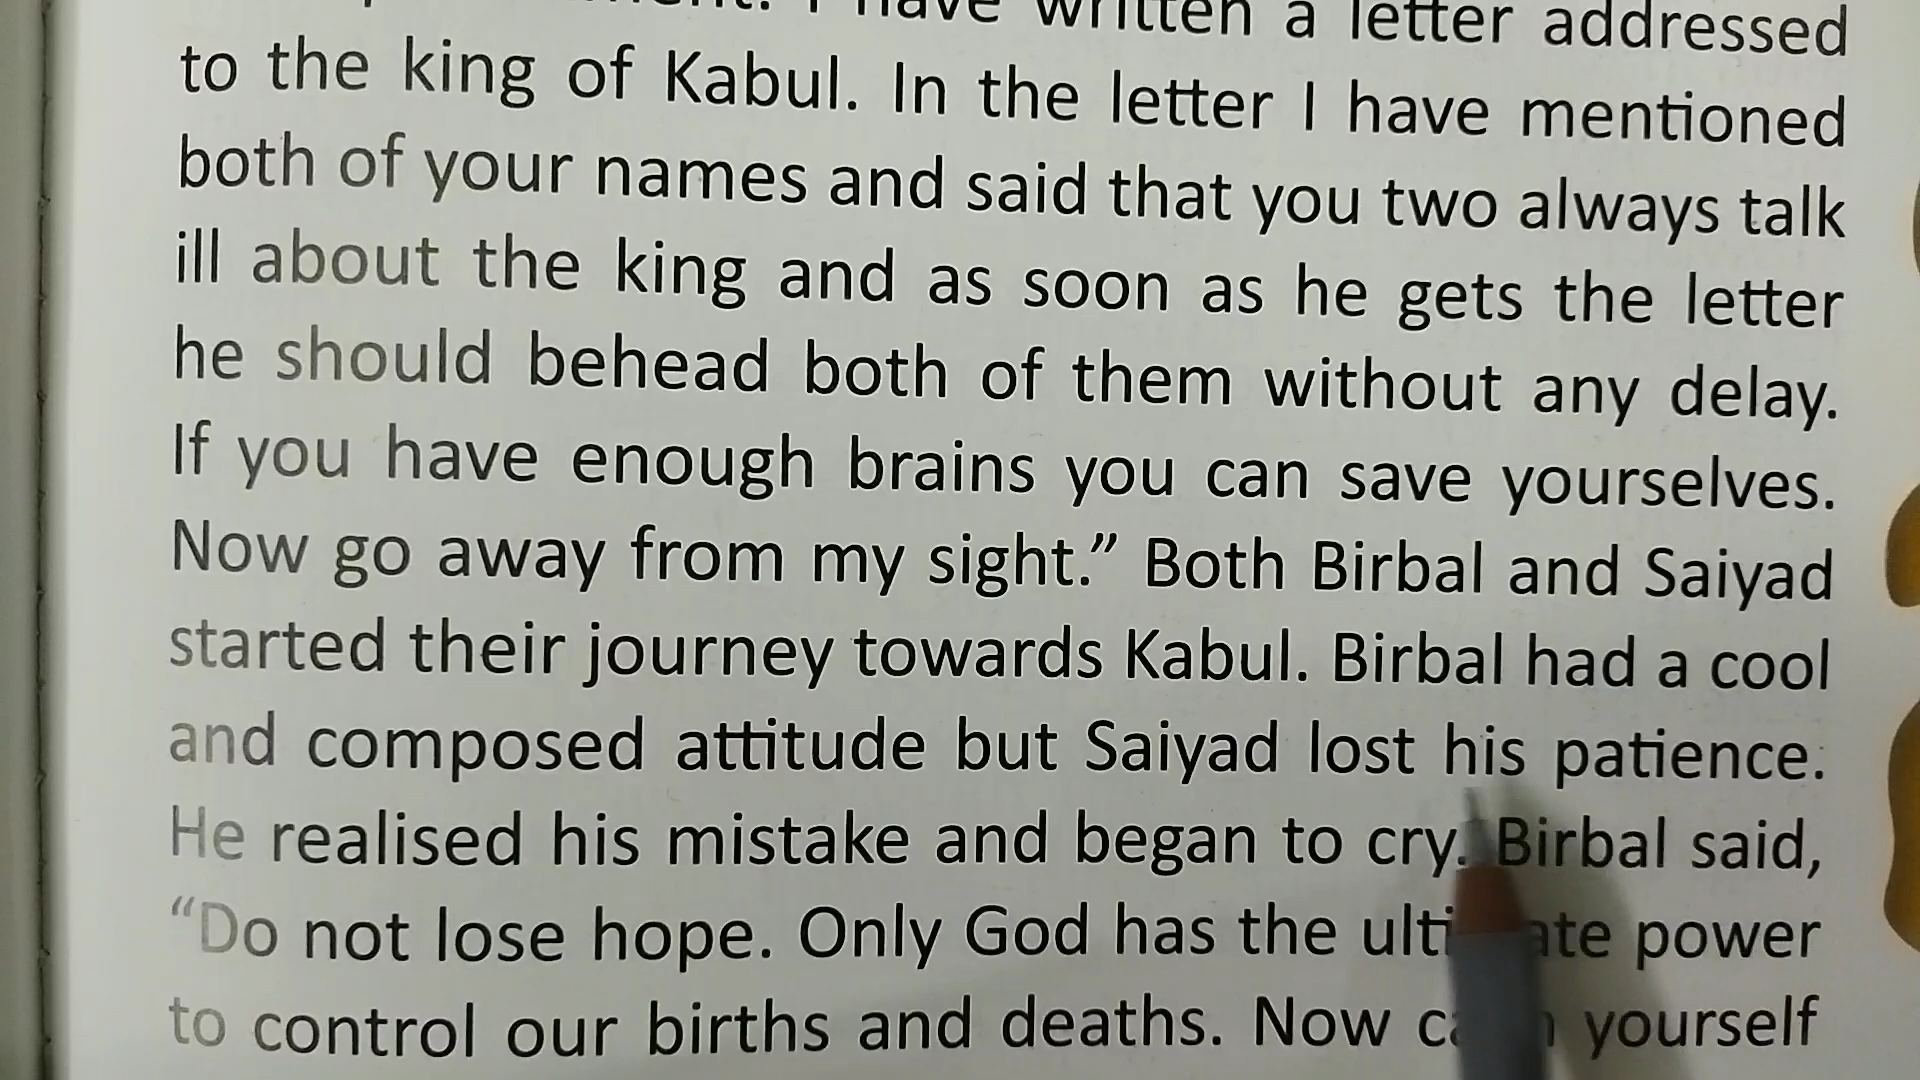 I have written a letter addressed
to the king of Kabul. In the letter I have mentioned
both of your names and said that you two always talk
ill about the king and as soon as he gets the letter
he should behead both of them without any delay.
If you have enough brains you can save yourselves.
Now go away from my sight.” Both Birbal and Saiyad
started their journey towards Kabul. Birbal had a cool
and composed attitude but Saiyad lost his patience.
He realised his mistake and began to cry. Birbal said,
“Do not lose hope. Only God has the ultimate power
to control our births and deaths. Now calm yourself